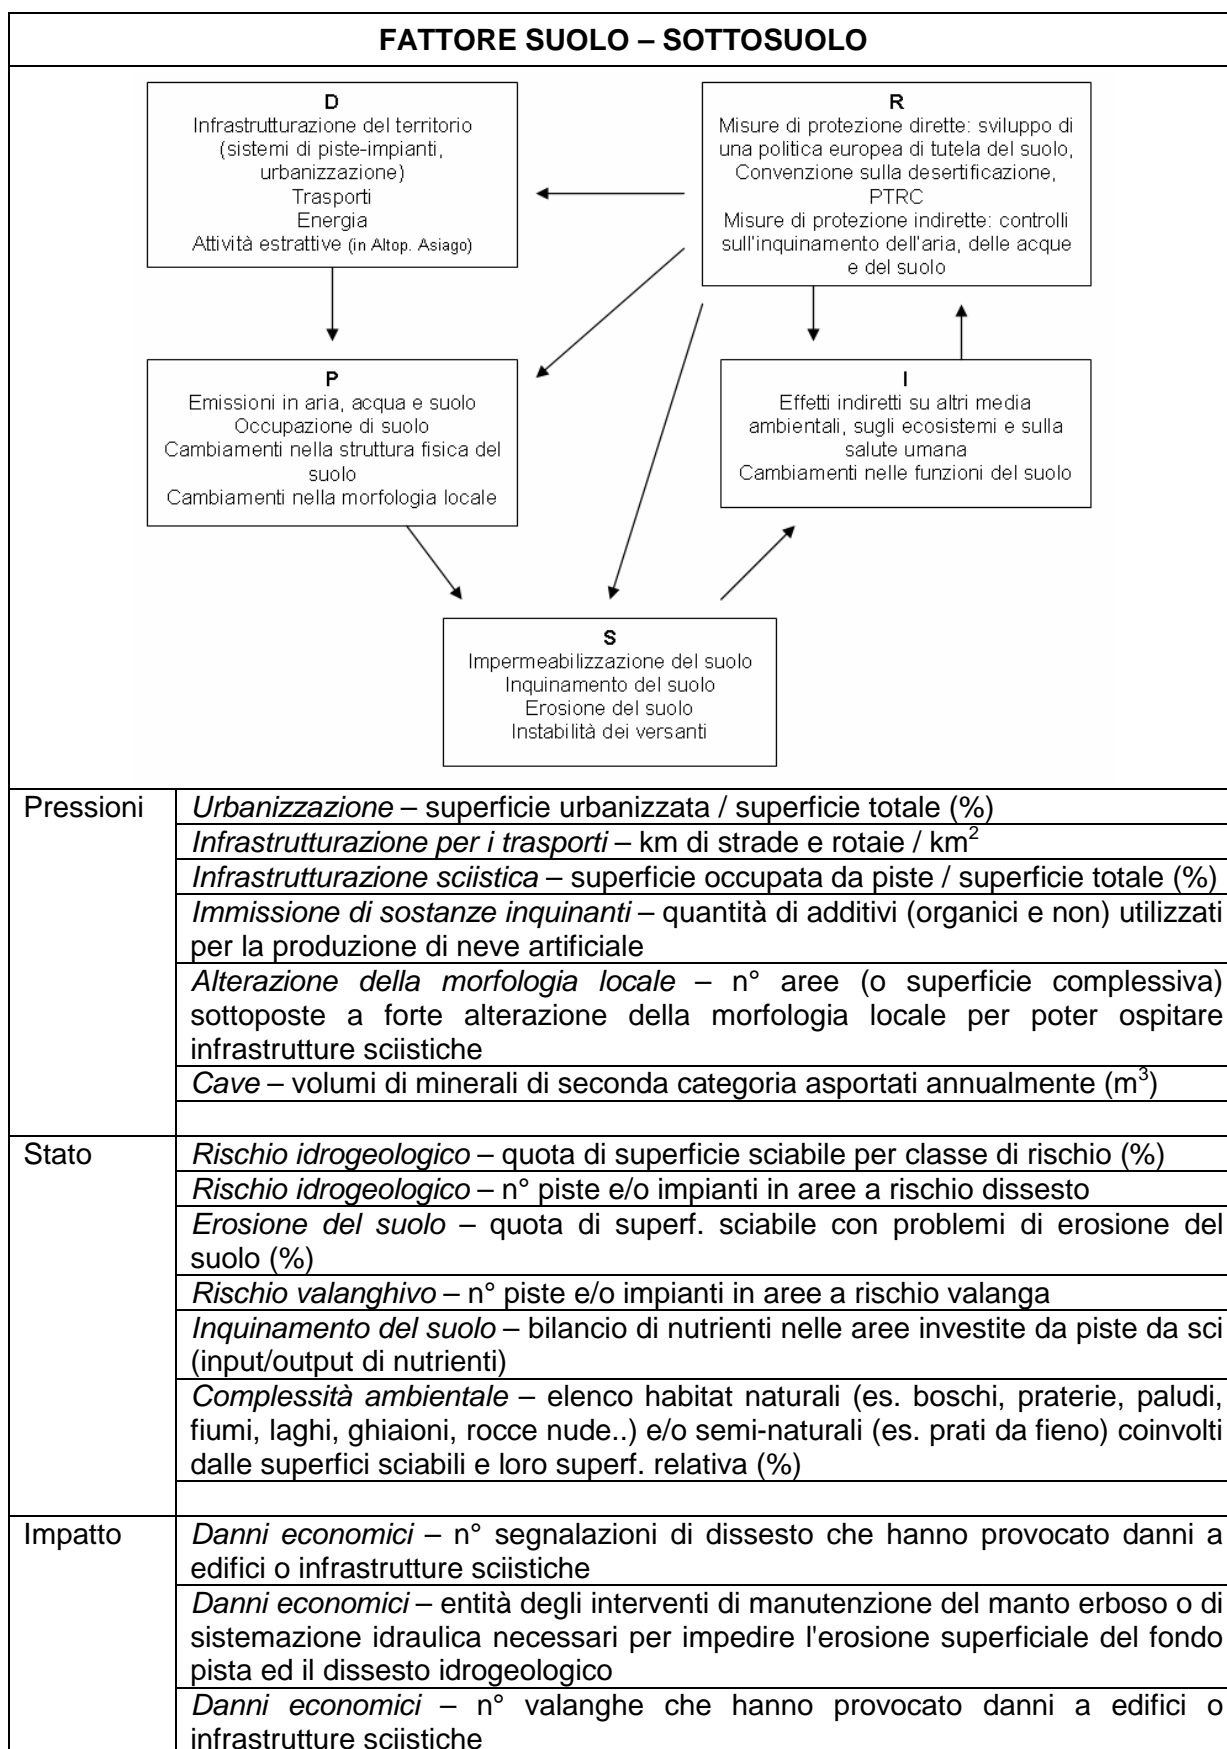 FATTORE SUOLO – SOTTOSUOLO
D
Infrastrutturazione del territorio
(sistemi di piste-impianti,
urbanizzazione)
Trasporti
Energia
Attività estrattive (in Altop. Asiago)
R
Misure di protezione dirette: sviluppo di
una politica europea di tutela del suolo,
Convenzione sulla desertificazione,
PTRC
Misure di protezione indirette: controlli
sull'inquinamento dell'aria, delle acque
e del suolo
P
Emissioni in aria, acqua e suolo
Occupazione di suolo
Cambiamenti nella struttura fisica del
suolo
Cambiamenti nella morfologia locale
I
Effetti indiretti su altri media
ambientali, sugli ecosistemi e sulla
salute umana
Cambiamenti nelle funzioni del suolo
S
Impermeabilizzazione del suolo
Inquinamento del suolo
Erosione del suolo
Instabilità dei versanti
Pressioni
Urbanizzazione – superficie urbanizzata / superficie totale (%)
Infrastrutturazione per i trasporti – km di strade e rotaie / km²
Infrastrutturazione sciistica – superficie occupata da piste / superficie totale (%)
Immissione di sostanze inquinanti – quantità di additivi (organici e non) utilizzati
per la produzione di neve artificiale
Alterazione della morfologia locale – n° aree (o superficie complessiva)
sottoposte a forte alterazione della morfologia locale per poter ospitare
infrastrutture sciistiche
Cave – volumi di minerali di seconda categoria asportati annualmente (m³)
Stato
Rischio idrogeologico – quota di superficie sciabile per classe di rischio (%)
Rischio idrogeologico – n° piste e/o impianti in aree a rischio dissesto
Erosione del suolo – quota di superf. sciabile con problemi di erosione del
suolo (%)
Rischio valanghivo – n° piste e/o impianti in aree a rischio valanga
Inquinamento del suolo – bilancio di nutrienti nelle aree investite da piste da sci
(input/output di nutrienti)
Complessità ambientale – elenco habitat naturali (es. boschi, praterie, paludi,
fiumi, laghi, ghiaioni, rocce nude..) e/o semi-naturali (es. prati da fieno) coinvolti
dalle superfici sciabili e loro superf. relativa (%)
Impatto
Danni economici – n° segnalazioni di dissesto che hanno provocato danni a
edifici o infrastrutture sciistiche
Danni economici – entità degli interventi di manutenzione del manto erboso o di
sistemazione idraulica necessari per impedire l'erosione superficiale del fondo
pista ed il dissesto idrogeologico
Danni economici – n° valanghe che hanno provocato danni a edifici o
infrastrutture sciistiche